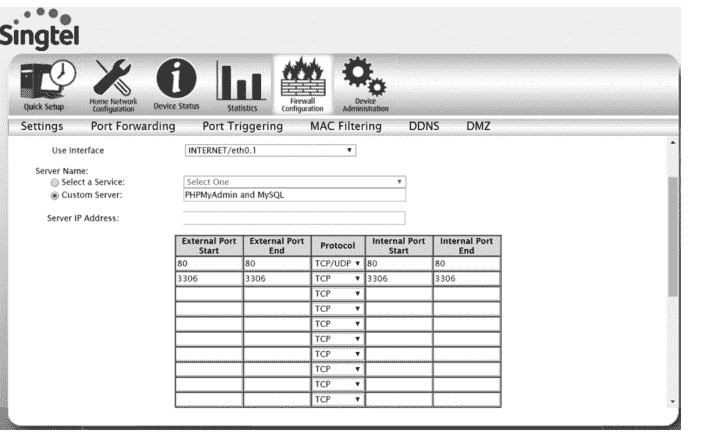 Singtel
Quick Setup
Home Network Configuration
Device Status
Statistics
Firewall Configuration
Device Administration
Settings Port Forwarding Port Triggering MAC Filtering DDNS DMZ
Use Interface INTERNET/eth0.1
Server Name:
Select a Service: Select One
Custom Server: PHPMyAdmin and MySQL
Server IP Address:
External Port Start External Port End Protocol Internal Port Start Internal Port End
80 80 TCP/UDP 80 80
3306 3306 TCP 3306 3306
TCP
TCP
TCP
TCP
TCP
TCP
TCP
TCP